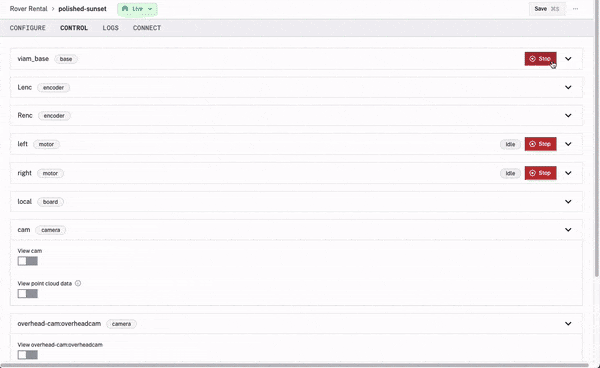 Rover Rental > polished-sunset Live Save ⌘S ...
CONFIGURE CONTROL LOGS CONNECT
viam_base base Stop
Lenc encoder
Renc encoder
left motor Idle Stop
right motor Idle Stop
local board
cam camera
View cam
View point cloud data
overhead-cam:overheadcam camera
View overhead-cam:overheadcam